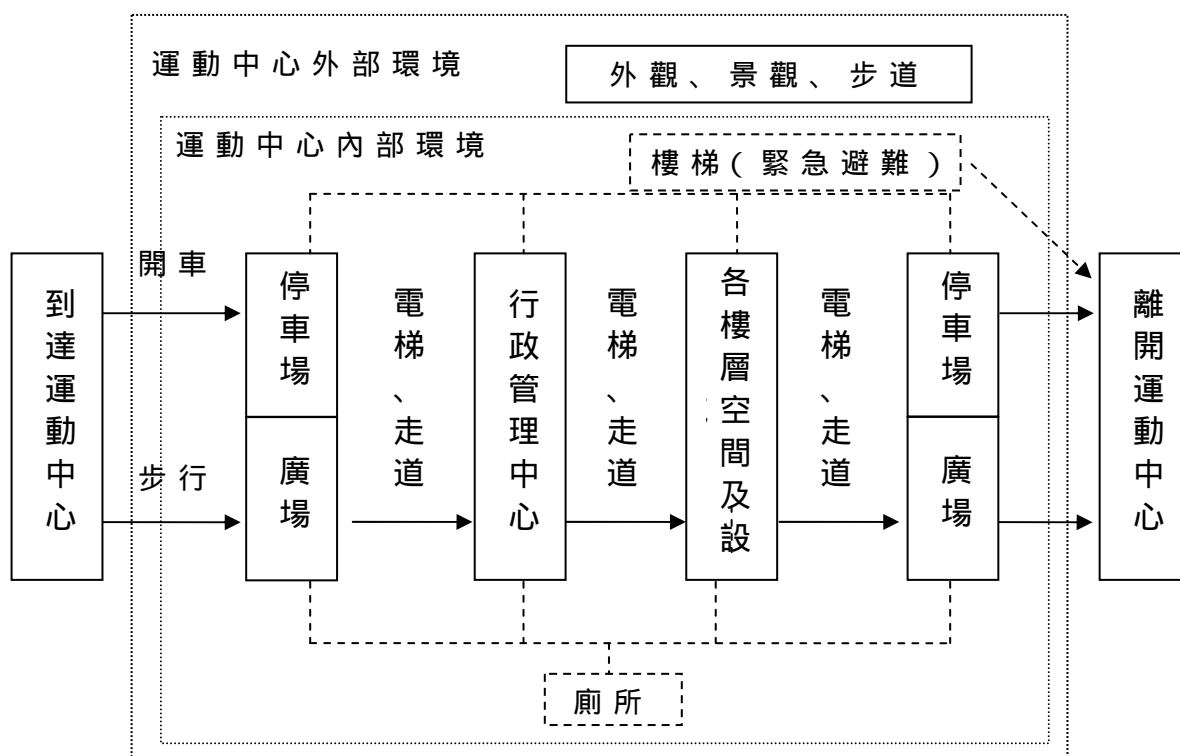 運動中心外部環境
外觀、景觀、步道
運動中心內部環境
樓梯(緊急避難)
開車
步行
到達運動中心
停車場
廣場
電梯、走道
行政管理中心
電梯、走道
各樓層空間及設
電梯、走道
停車場
廣場
離開運動中心
廁所